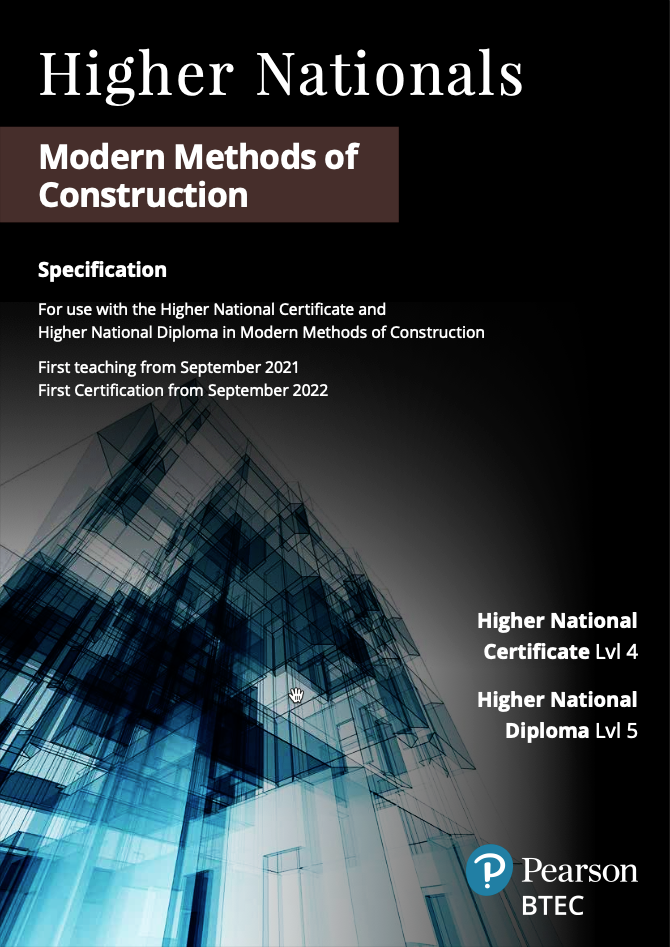 Higher Nationals
Modern Methods of
Construction
Specification
For use with the Higher National Certificate and
Higher National Diploma in Modern Methods of Construction
First teaching from September 2021
First Certification from September 2022
Higher National
Certificate Lvl 4
Higher National
Diploma Lvl 5
Pearson
BTEC